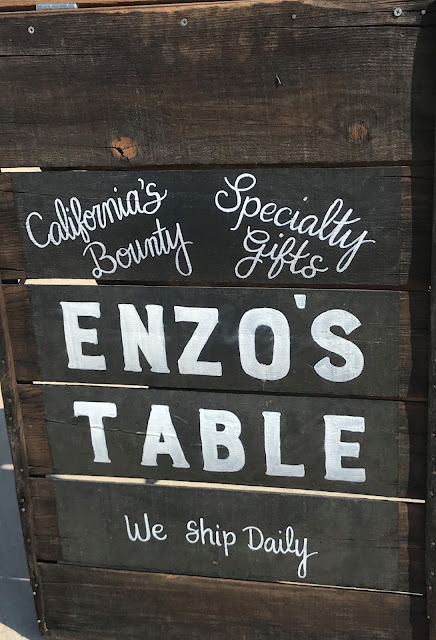 California's Specialty
Bounty Gifts
ENZO'S
TABLE
We Ship Daily